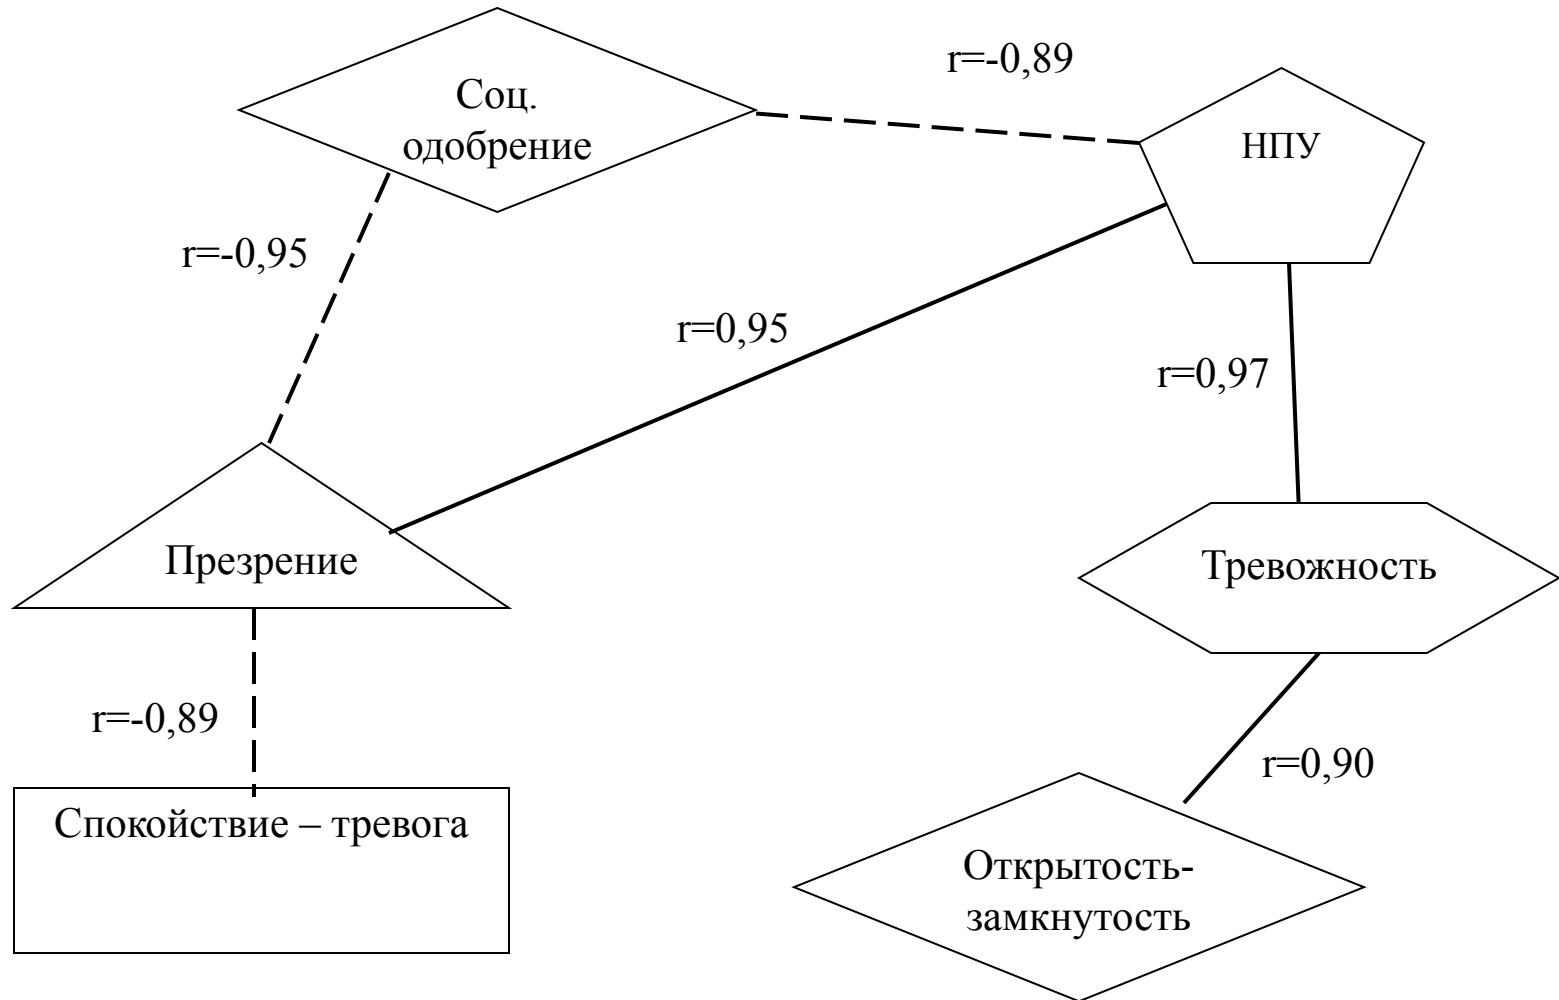 r=-0,89
Соц.
одобрение
НПУ
r=-0,95
r=0,95
r=0,97
Презрение
Тревожность
r=-0,89
r=0,90
Спокойствие – тревога
Открытость-
замкнутость